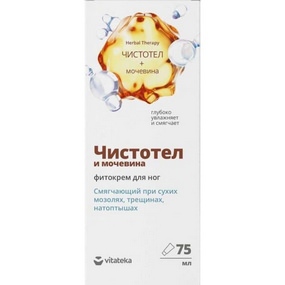 Herbal Therapy
ЧИСТОТЕЛ
+
мочевина
глубоко
увлажняет
и смягчает
Чистотел
и мочевина
фитокрем для ног
Смягчающий при сухих
мозолях, трещинах,
натоптышах
vitateka
75
мл